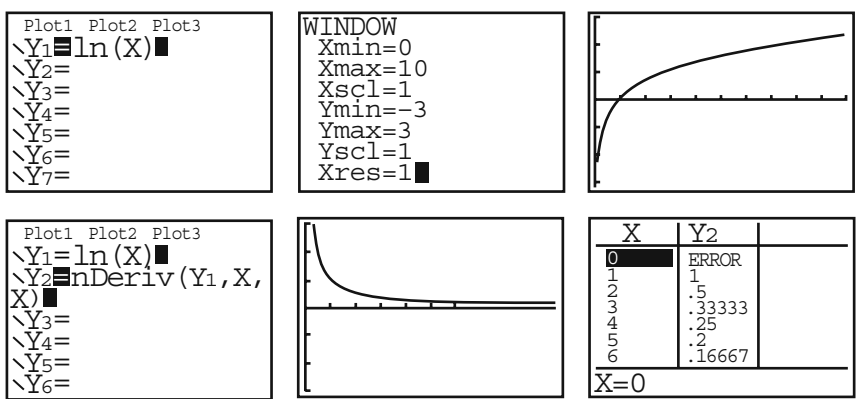 Plot1 Plot2 Plot3
\Y1=ln(X)
\Y2=
\Y3=
\Y4=
\Y5=
\Y6=
\Y7=
WINDOW
Xmin=0
Xmax=10
Xscl=1
Ymin=-3
Ymax=3
Yscl=1
Xres=1
Plot1 Plot2 Plot3
\Y1=ln(X)
\Y2=nDeriv(Y1,X,
X)
\Y3=
\Y4=
\Y5=
\Y6=
X Y2
0 ERROR
1 1
2 .5
3 .33333
4 .25
5 .2
6 .16667
X=0